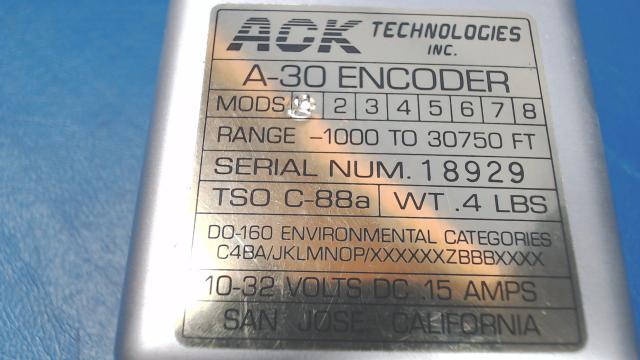 ACK TECHNOLOGIES INC.
A-30 ENCODER
MODS 2 3 4 5 6 7 8
RANGE -1000 TO 30750 FT
SERIAL NUM. 18929
TSO C-88a WT .4 LBS
DO-160 ENVIRONMENTAL CATEGORIES
C4BA/JKLMNOP/XXXXXXZBBBXXXX
10-32 VOLTS DC .15 AMPS
SAN JOSE CALIFORNIA